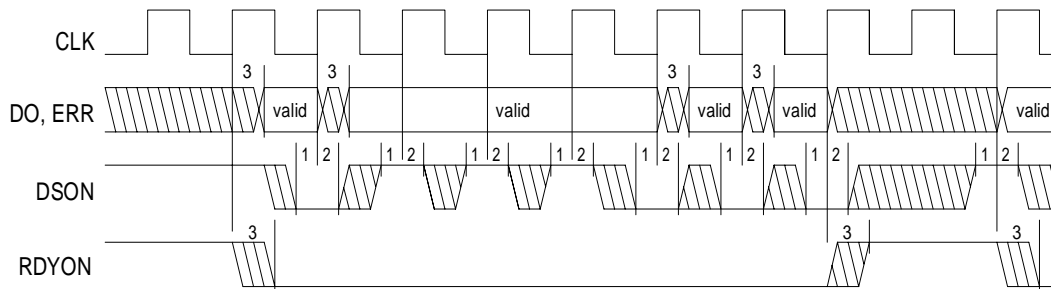 CLK
3 3 3 3
DO, ERR valid valid valid valid valid
1 2 1 2 1 2 1 2 1 2 1 2 1 2 1 2
DSON
3 3 3
RDYON